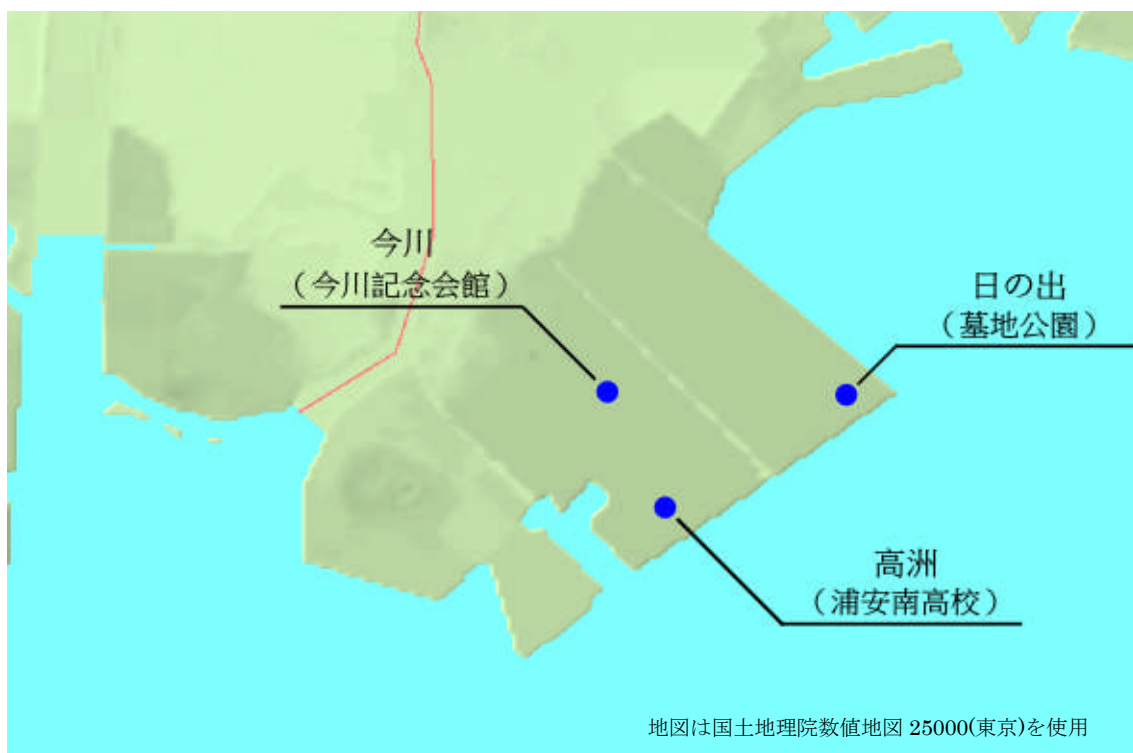 今川
（今川記念会館）
日の出
（墓地公園）
高洲
（浦安南高校）
地図は国土地理院数値地図 25000(東京)を使用